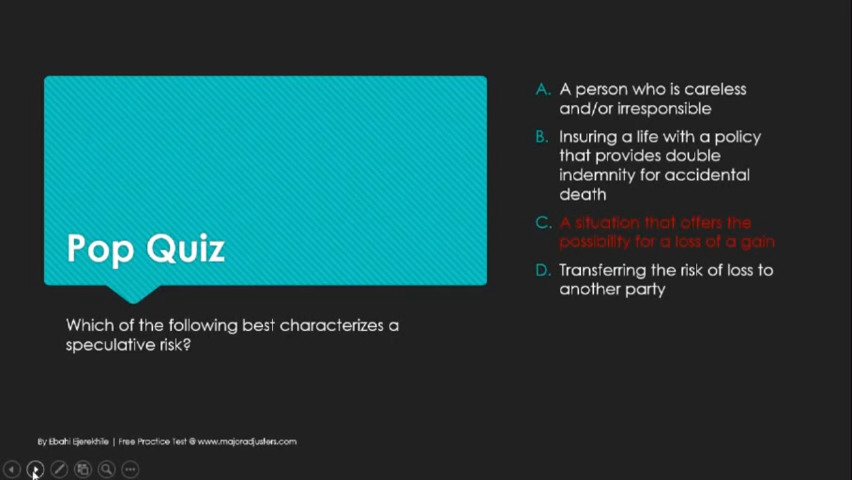 Pop Quiz
Which of the following best characterizes a
speculative risk?
A. A person who is careless
and/or irresponsible
B. Insuring a life with a policy
that provides double
indemnity for accidental
death
C. A situation that offers the
possibility for a loss of a gain
D. Transferring the risk of loss to
another party
By Ebahi Ejerekhile | Free Practice Test @ www.majoradjusters.com